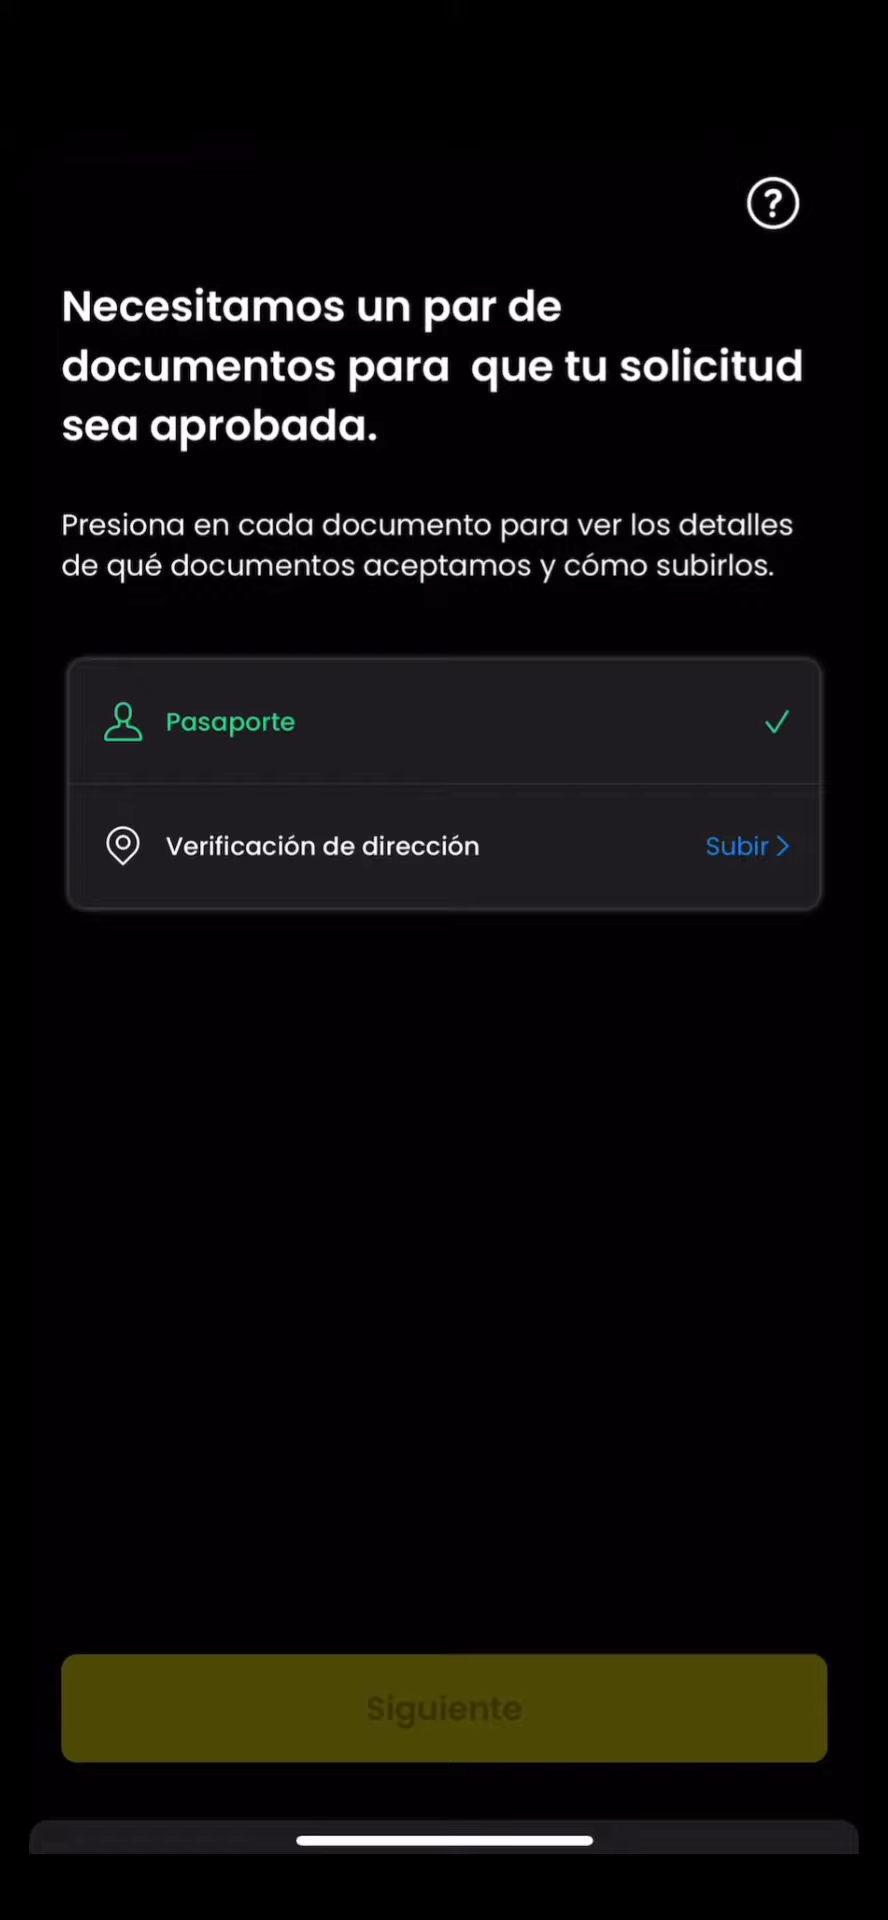 Necesitamos un par de
documentos para  que tu solicitud
sea aprobada.
Presiona en cada documento para ver los detalles
de qué documentos aceptamos y cómo subirlos.
Pasaporte
Verificación de dirección
Subir
Siguiente